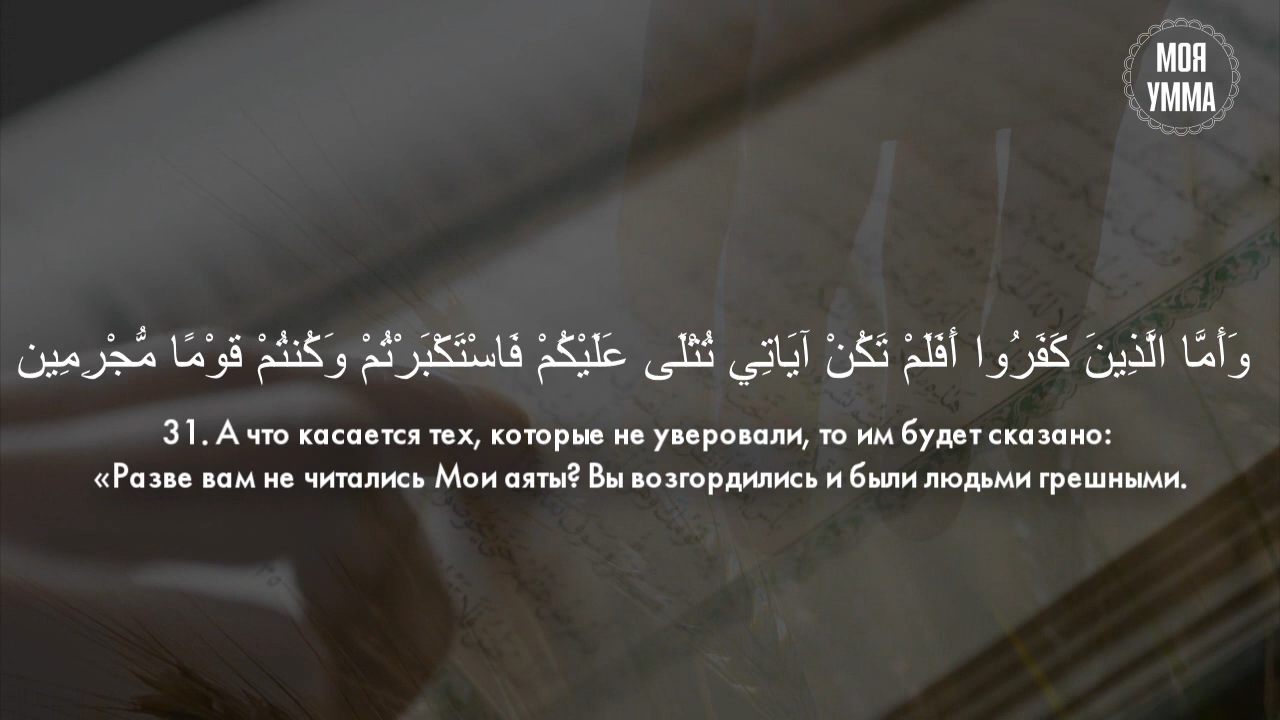 МОЯ
УММА
وَأَمَّا الَّذِينَ كَفَرُوا أَفَلَمْ تَكُنْ آيَاتِي تُتْلَى عَلَيْكُمْ فَاسْتَكْبَرْتُمْ وَكُنتُمْ قَوْمًا مُّجْرِمِين
31. А что касается тех, которые не уверовали, то им будет сказано:
«Разве вам не читались Мои аяты? Вы возгордились и были людьми грешными.